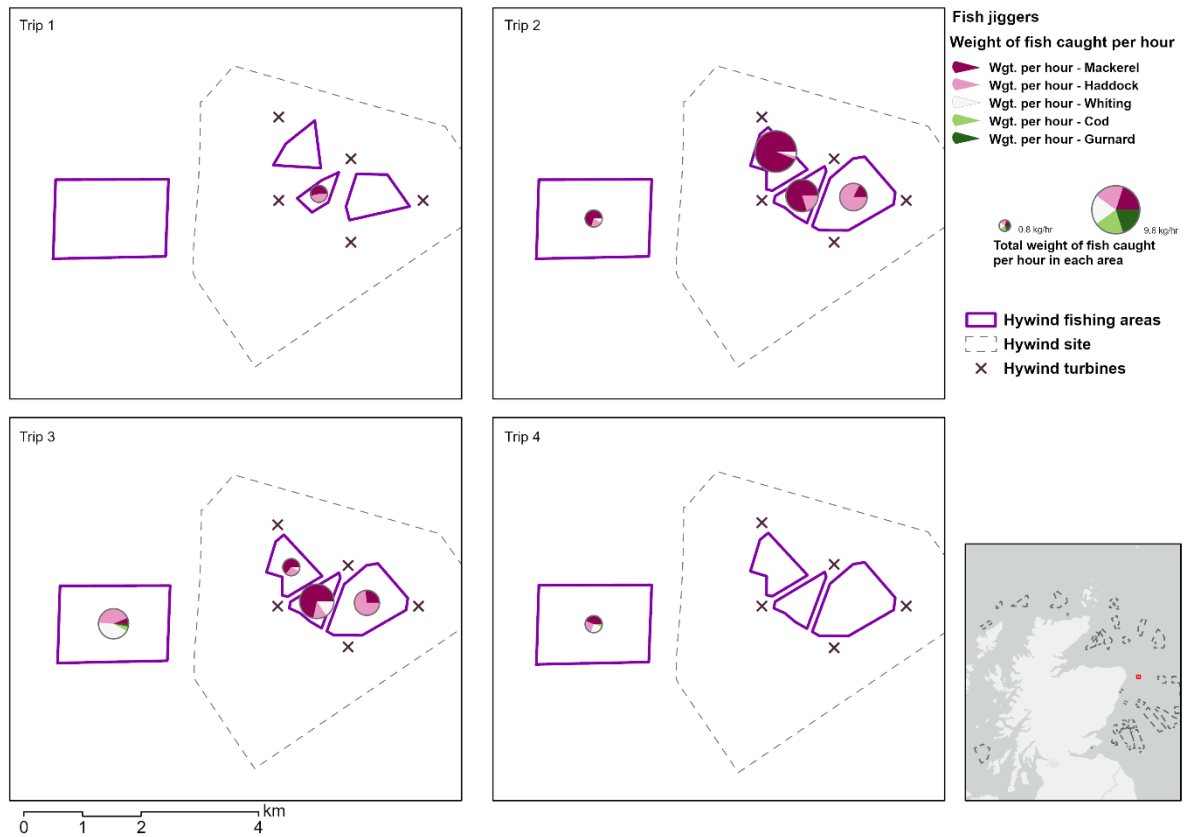 Trip 1
Trip 2
Fish jiggers
Weight of fish caught per hour
Wgt. per hour - Mackerel
Wgt. per hour - Haddock
Wgt. per hour - Whiting
Wgt. per hour - Cod
Wgt. per hour - Gurnard
0.8 kg/hr
9.6 kg/hr
Total weight of fish caught
per hour in each area
Hywind fishing areas
Hywind site
Hywind turbines
Trip 3
Trip 4
km
0 1 2 4